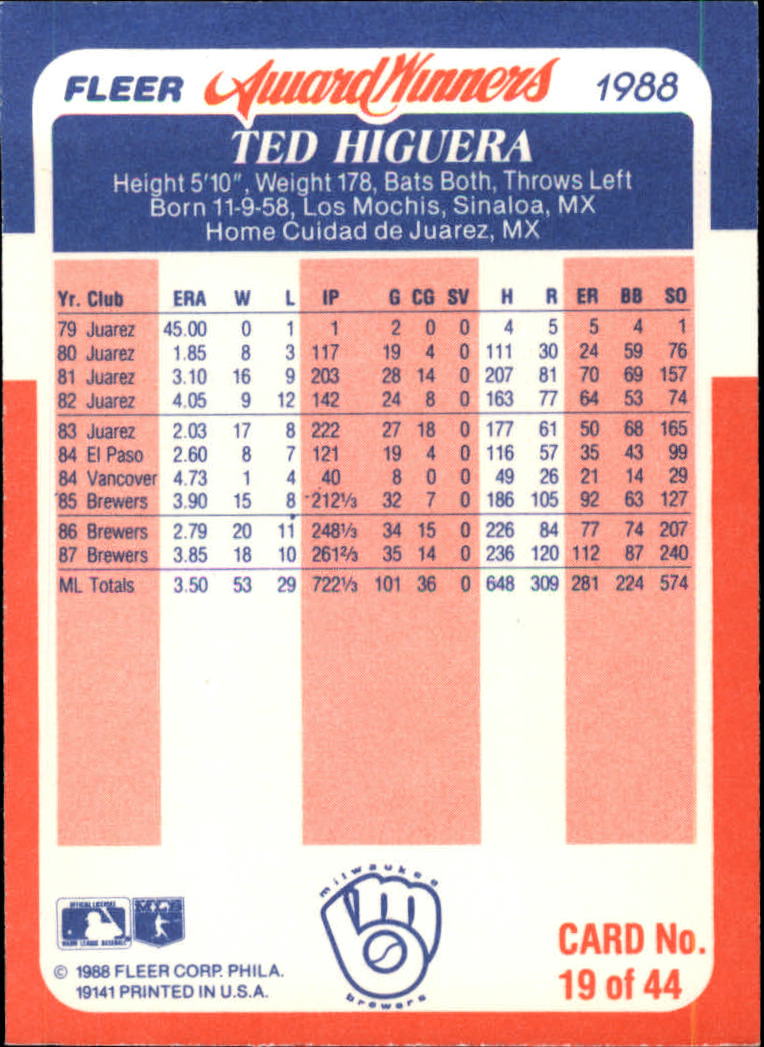 FLEER Award Winners 1988
TED HIGUERA
Height 5'10", Weight 178, Bats Both, Throws Left
Born 11-9-58, Los Mochis, Sinaloa, MX
Home Cuidad de Juarez, MX
Yr. Club ERA W L IP G CG SV H R ER BB SO
79 Juarez 45.00 0 1 1 2 0 0 4 5 5 4 1
80 Juarez 1.85 8 3 117 19 4 0 111 30 24 59 76
81 Juarez 3.10 16 9 203 28 14 0 207 81 70 69 157
82 Juarez 4.05 9 12 142 24 8 0 163 77 64 53 74
83 Juarez 2.03 17 8 222 27 18 0 177 61 50 68 165
84 El Paso 2.60 8 7 121 19 4 0 116 57 35 43 99
84 Vancover 4.73 1 4 40 8 0 0 49 26 21 14 29
85 Brewers 3.90 15 8 212⅓ 32 7 0 186 105 92 63 127
86 Brewers 2.79 20 11 248⅓ 34 15 0 226 84 77 74 207
87 Brewers 3.85 18 10 261⅔ 35 14 0 236 120 112 87 240
ML Totals 3.50 53 29 722⅓ 101 36 0 648 309 281 224 574
milwaukee
brewers
OFFICIAL LICENSEE
MAJOR LEAGUE BASEBALL
© 1988 FLEER CORP. PHILA.
19141 PRINTED IN U.S.A.
CARD No.
19 of 44